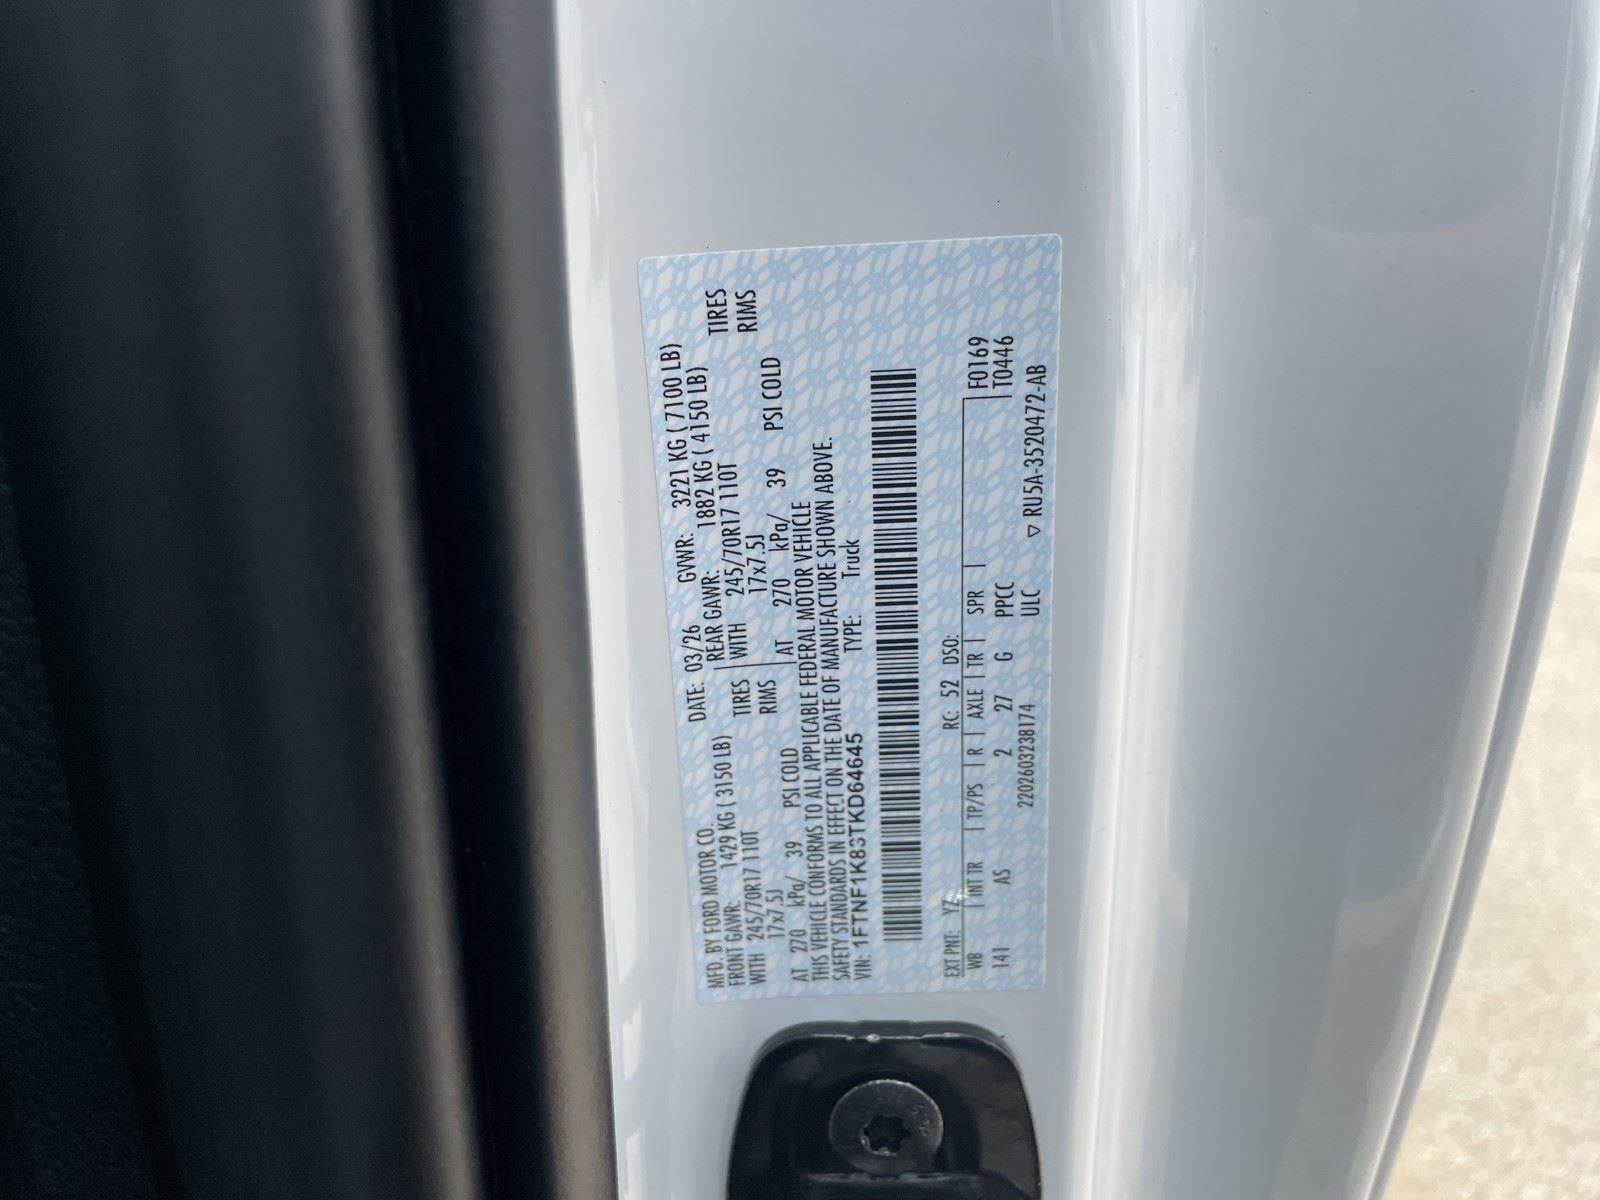 MFD. BY FORD MOTOR CO.
DATE: 03/26 GVWR: 3221 KG ( 7100 LB)
FRONT GAWR: 1429 KG ( 3150 LB) REAR GAWR: 1882 KG ( 4150 LB)
WITH 245/70R17 110T TIRES WITH 245/70R17 110T TIRES
17x7.5J RIMS 17x7.5J RIMS
AT 270 kPa/ 39 PSI COLD AT 270 kPa/ 39 PSI COLD
THIS VEHICLE CONFORMS TO ALL APPLICABLE FEDERAL MOTOR VEHICLE
SAFETY STANDARDS IN EFFECT ON THE DATE OF MANUFACTURE SHOWN ABOVE.
VIN: 1FTNF1K83TKD64645 TYPE: Truck
EXT PNT: YZ RC: 52 DSO:
WB INT TR TP/PS R AXLE TR SPR F0169
141 AS 2 27 G PPCC T0446
2202603238174 ULC ▽ RU5A-3520472-AB